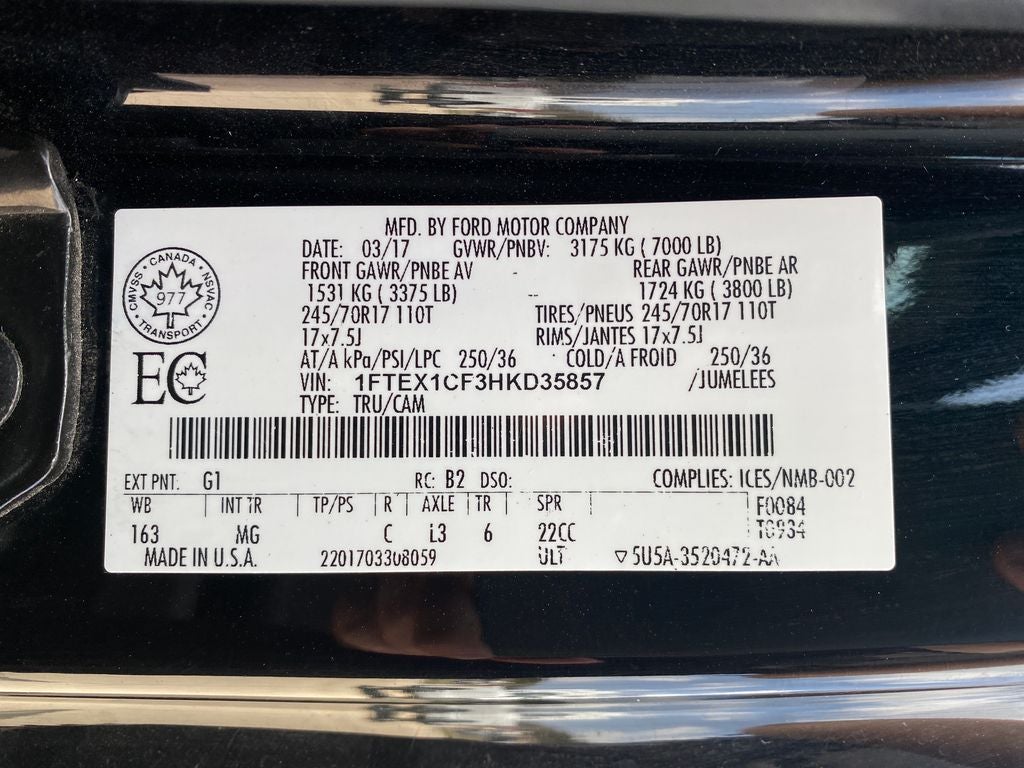 MFD. BY FORD MOTOR COMPANY
DATE: 03/17 GVWR/PNBV: 3175 KG ( 7000 LB)
FRONT GAWR/PNBE AV - REAR GAWR/PNBE AR
1531 KG ( 3375 LB) -- 1724 KG ( 3800 LB)
245/70R17 110T TIRES/PNEUS 245/70R17 110T
17x7.5J RIMS/JANTES 17x7.5J
AT/A kPa/PSI/LPC 250/36 COLD/A FROID 250/36
VIN: 1FTEX1CF3HKD35857 /JUMELEES
TYPE: TRU/CAM
CMVSS · CANADA · NSVAC
977
· TRANSPORT ·
EC
EXT PNT: G1 RC: B2 DSO: COMPLIES: ICES/NMB-002
WB | INT TR | TP/PS | R | AXLE | TR | SPR | F0084
163 MG C L3 6 22CC T0934
MADE IN U.S.A. 2201703308059 ULT ▽ 5U5A-3520472-AA